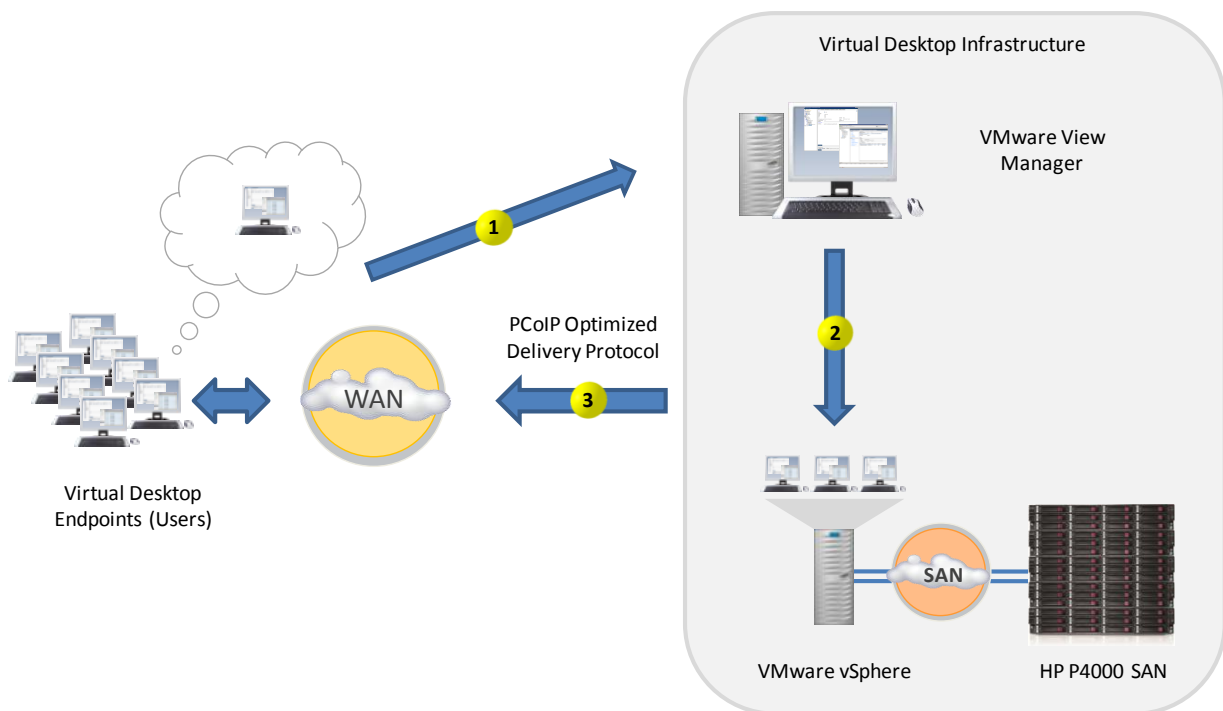 Virtual Desktop Infrastructure
VMware View
Manager
1
2
PCoIP Optimized
Delivery Protocol
3
WAN
Virtual Desktop
Endpoints (Users)
SAN
VMware vSphere
HP P4000 SAN